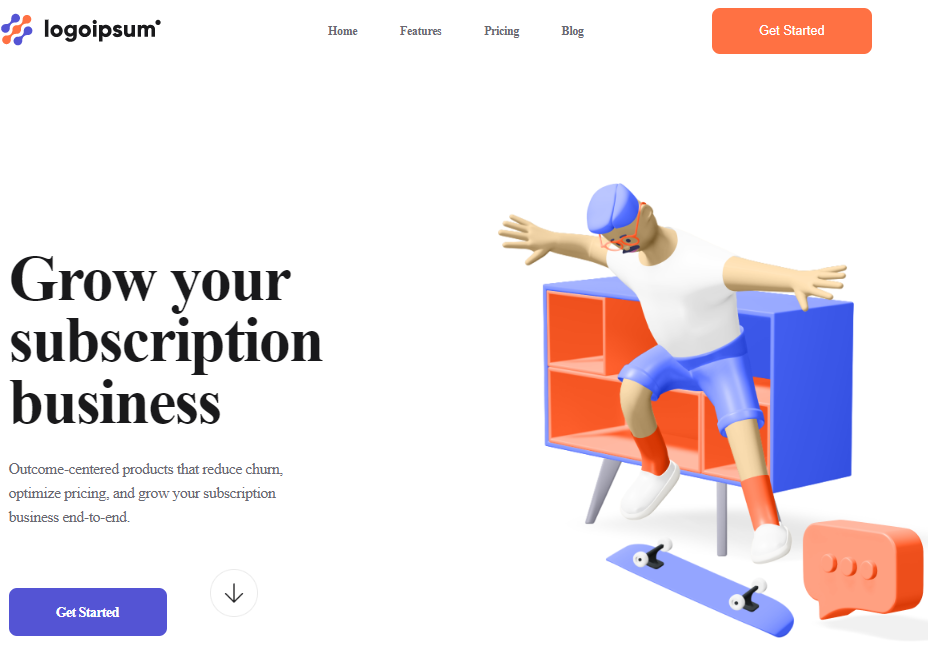 logoipsum
Home Features Pricing Blog Get Started
Grow your
subscription
business
Outcome-centered products that reduce churn,
optimize pricing, and grow your subscription
business end-to-end.
Get Started